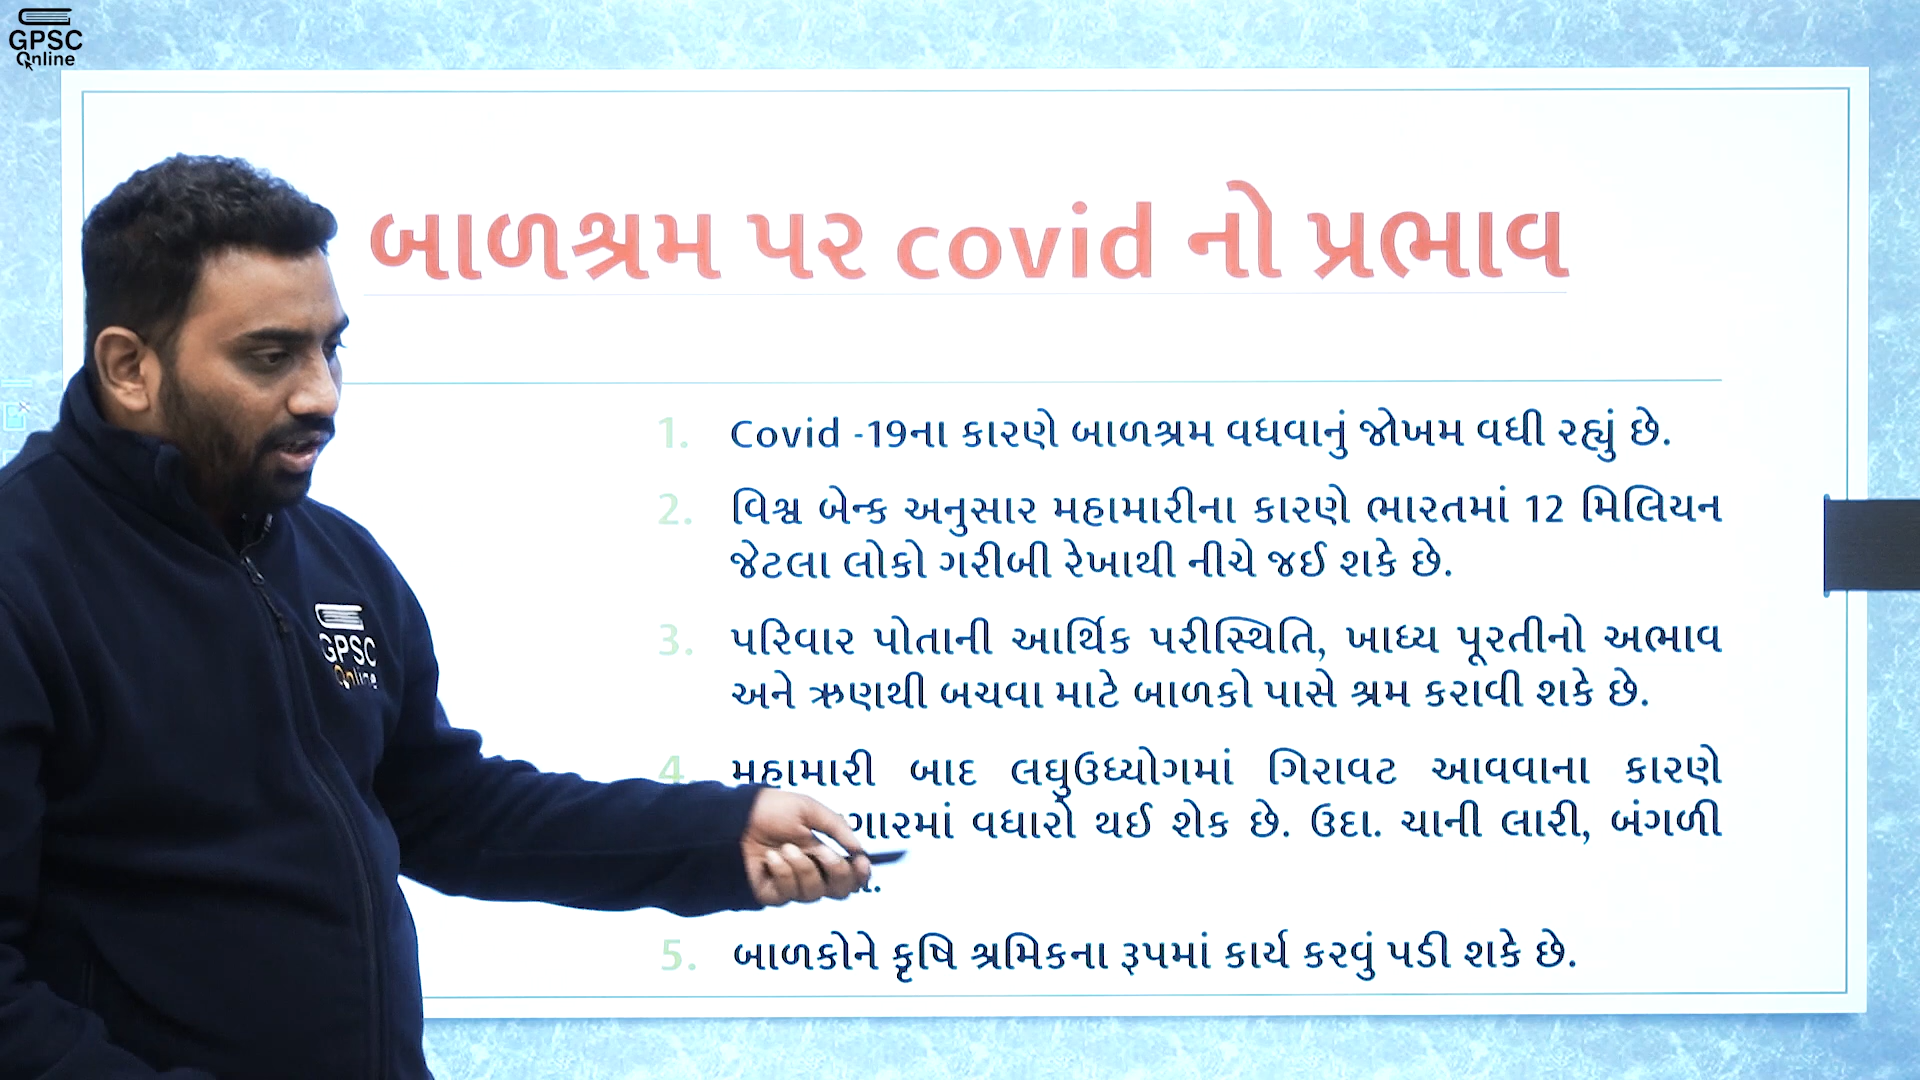 GPSC
Online
બાળશ્રમ પર covid નો પ્રભાવ
1. Covid -19ના કારણે બાળશ્રમ વધવાનું જોખમ વધી રહ્યું છે.
2. વિશ્વ બેન્ક અનુસાર મહામારીના કારણે ભારતમાં 12 મિલિયન
જેટલા લોકો ગરીબી રેખાથી નીચે જઈ શકે છે.
3. પરિવાર પોતાની આર્થિક પરીસ્થિતિ, ખાધ્ય પૂરતીનો અભાવ
અને ઋણથી બચવા માટે બાળકો પાસે શ્રમ કરાવી શકે છે.
4. મહામારી બાદ લઘુઉધ્યોગમાં ગિરાવટ આવવાના કારણે
વધારો થઈ શેક છે. ઉદા. ચાની લારી, બંગળી
5. બાળકોને કૃષિ શ્રમિકના રૂપમાં કાર્ય કરવું પડી શકે છે.
GPSC
Online